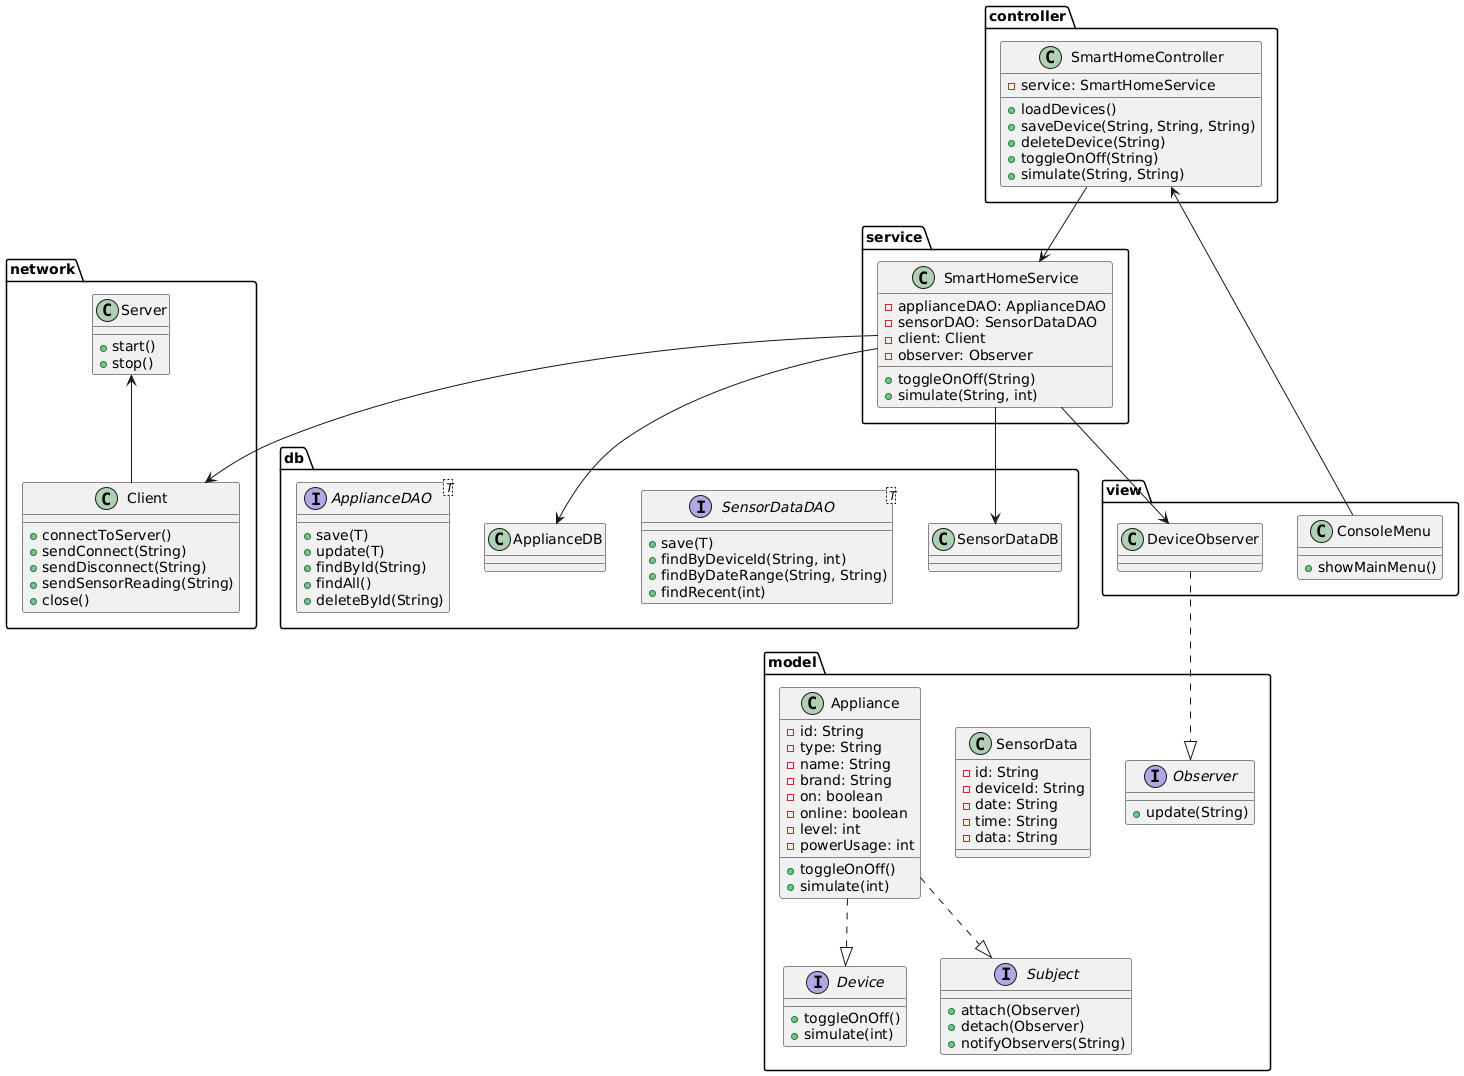 controller
C SmartHomeController
service: SmartHomeService
loadDevices()
saveDevice(String, String, String)
deleteDevice(String)
toggleOnOff(String)
simulate(String, String)
service
C SmartHomeService
applianceDAO: ApplianceDAO
sensorDAO: SensorDataDAO
client: Client
observer: Observer
toggleOnOff(String)
simulate(String, int)
network
C Server
start()
stop()
C Client
connectToServer()
sendConnect(String)
sendDisconnect(String)
sendSensorReading(String)
close()
db
I ApplianceDAO T
save(T)
update(T)
findById(String)
findAll()
deleteById(String)
C ApplianceDB
I SensorDataDAO T
save(T)
findByDeviceId(String, int)
findByDateRange(String, String)
findRecent(int)
C SensorDataDB
view
C DeviceObserver
C ConsoleMenu
showMainMenu()
model
C Appliance
id: String
type: String
name: String
brand: String
on: boolean
online: boolean
level: int
powerUsage: int
toggleOnOff()
simulate(int)
C SensorData
id: String
deviceId: String
date: String
time: String
data: String
I Observer
update(String)
I Device
toggleOnOff()
simulate(int)
I Subject
attach(Observer)
detach(Observer)
notifyObservers(String)